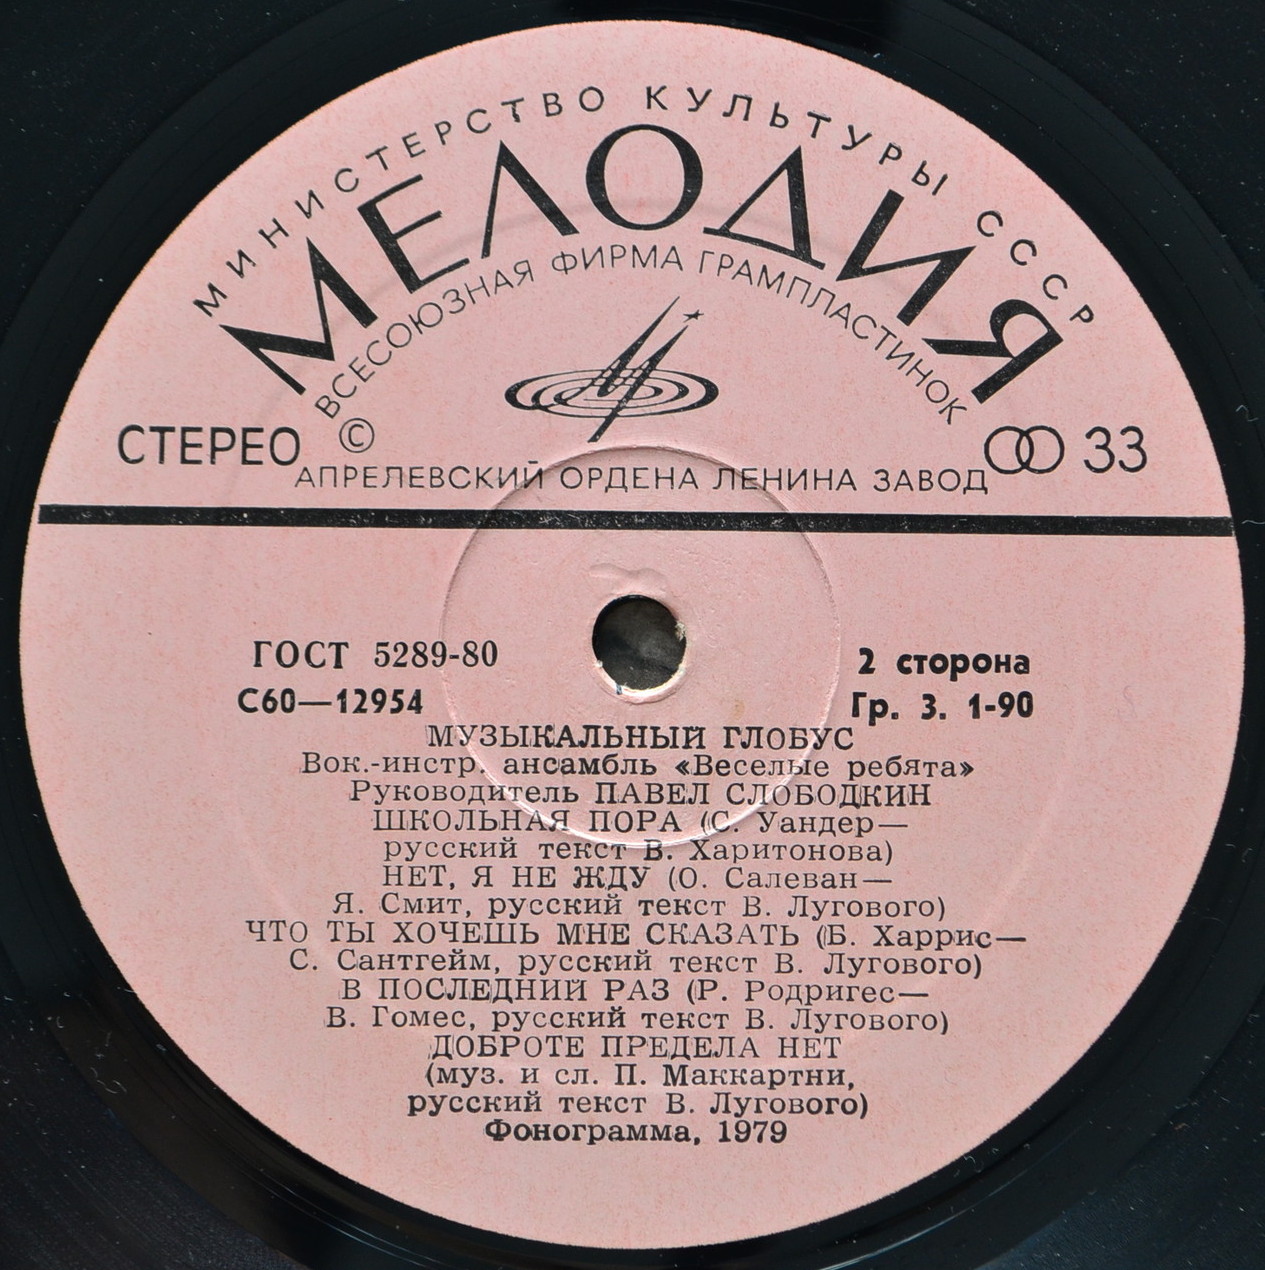 МИНИСТЕРСТВО КУЛЬТУРЫ СССР
МЕЛОДИЯ
ВСЕСОЮЗНАЯ ФИРМА ГРАМПЛАСТИНОК
СТЕРЕО © 33
АПРЕЛЕВСКИЙ ОРДЕНА ЛЕНИНА ЗАВОД
ГОСТ 5289-80
2 сторона
С60—12954
Гр. 3. 1-90
МУЗЫКАЛЬНЫЙ ГЛОБУС
Вок.-инстр. ансамбль «Веселые ребята»
Руководитель ПАВЕЛ СЛОБОДКИН
ШКОЛЬНАЯ ПОРА (С. Уандер—
русский текст В. Харитонова)
НЕТ, Я НЕ ЖДУ (О. Салеван—
Я. Смит, русский текст В. Лугового)
ЧТО ТЫ ХОЧЕШЬ МНЕ СКАЗАТЬ (Б. Харрис—
С. Сантгейм, русский текст В. Лугового)
В ПОСЛЕДНИЙ РАЗ (Р. Родригес—
В. Гомес, русский текст В. Лугового)
ДОБРОТЕ ПРЕДЕЛА НЕТ
(муз. и сл. П. Маккартни,
русский текст В. Лугового)
Фонограмма, 1979